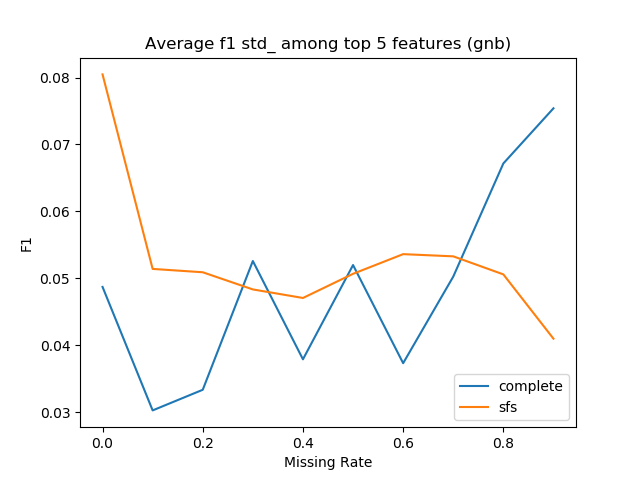 Average f1 std_ among top 5 features (gnb)
F1
0.08
0.07
0.06
0.05
0.04
0.03
0.0 0.2 0.4 0.6 0.8
Missing Rate
complete
sfs